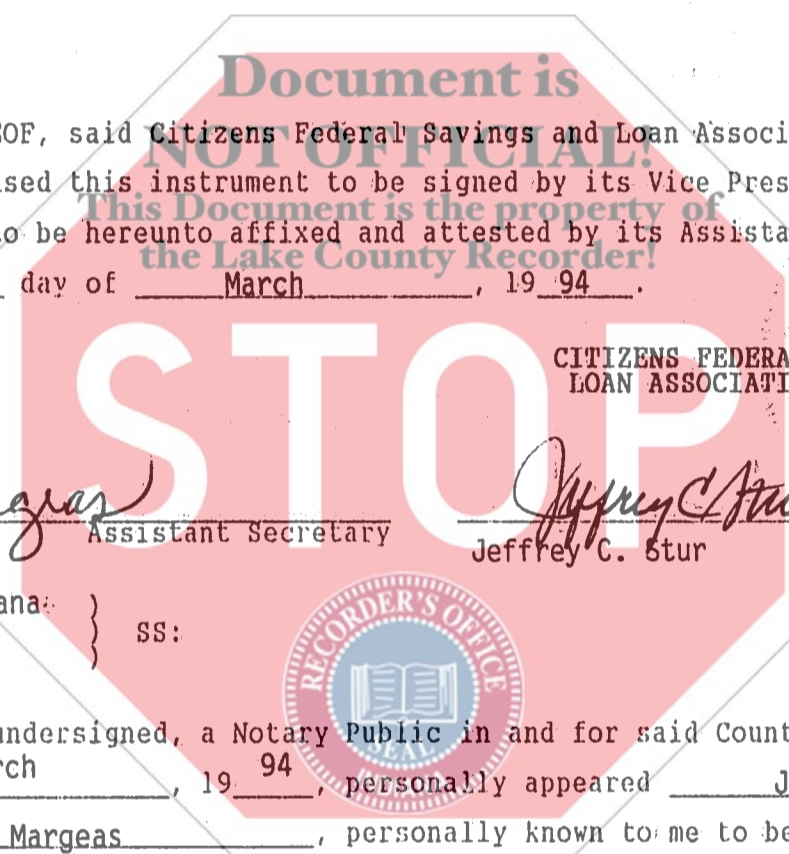 Document is
OF, said Citizens Federal Savings and Loan Associ
NOT OFFICIAL!
sed this instrument to be signed by its Vice Pres
This Document is the property of
o be hereunto affixed and attested by its Assista
the Lake County Recorder!
day of March, 19 94.
STOP
CITIZENS FEDERA
LOAN ASSOCIATI
geas
Jeffrey C. Stu
Assistant Secretary
Jeffrey C. Stur
ana
SS:
RECORDER'S OFFICE
SEAL
undersigned, a Notary Public in and for said Count
rch, 19 94, personally appeared J
Margeas, personally known to me to be